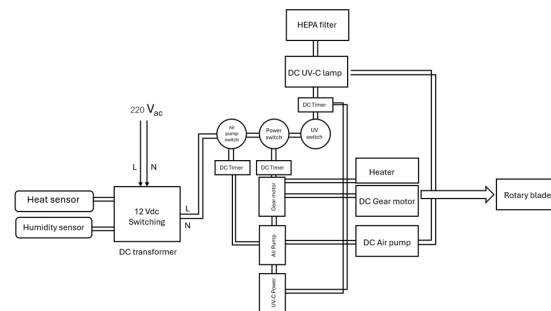 HEPA filter
DC UV-C lamp
DC Timer
220 Vac
L
N
Air
pump
switch
Power
switch
UV
switch
DC Timer
DC Timer
Heat sensor
Humidity sensor
12 Vdc
Switching
L
N
DC transformer
Gear motor
Air Pump
UV-C Power
Heater
DC Gear motor
DC Air pump
Rotary blade